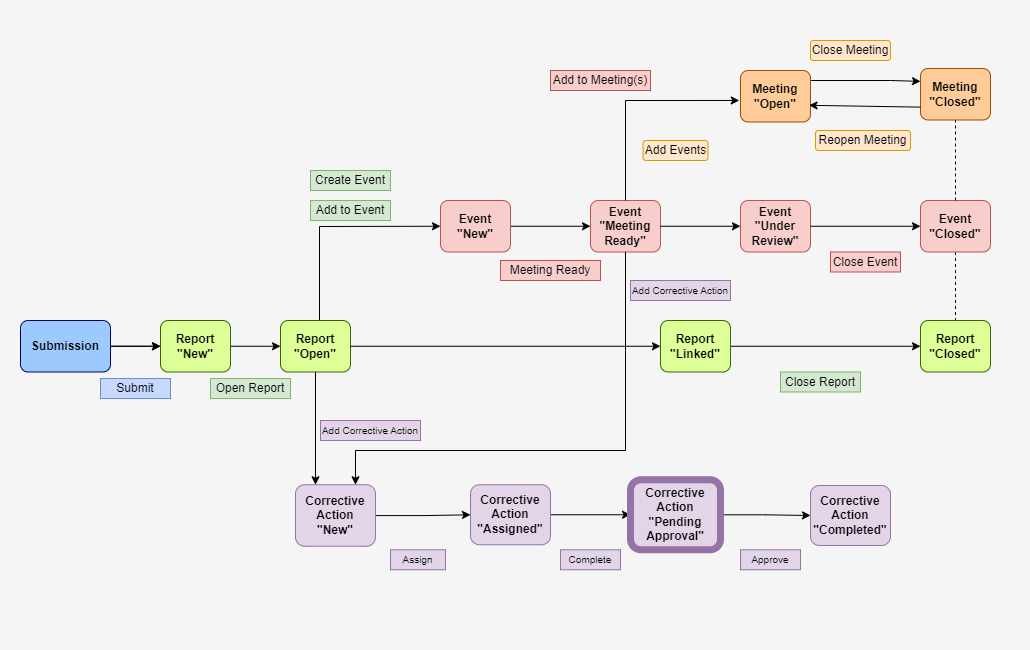 Close Meeting
Add to Meeting(s)
Meeting
"Open"
Meeting
"Closed"
Reopen Meeting
Add Events
Create Event
Add to Event
Event
"New"
Event
"Meeting
Ready"
Event
"Under
Review"
Event
"Closed"
Meeting Ready
Close Event
Add Corrective Action
Submission
Report
"New"
Report
"Open"
Report
"Linked"
Report
"Closed"
Submit
Open Report
Close Report
Add Corrective Action
Corrective
Action
"New"
Corrective
Action
"Assigned"
Corrective
Action
"Pending
Approval"
Corrective
Action
"Completed"
Assign
Complete
Approve